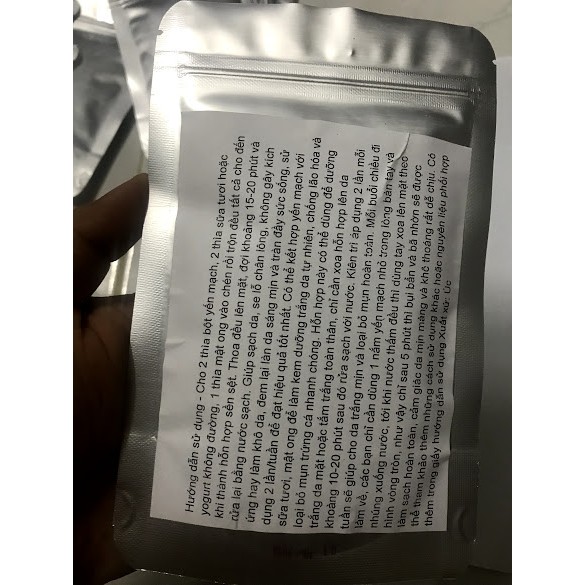 Hướng dẫn sử dụng - Cho 2 thìa bột yến mạch, 2 thìa sữa tươi hoặc
yogurt không đường, 1 thìa mật ong vào chén rồi trộn đều tất cả cho đến
khi thành hỗn hợp sền sệt. Thoa đều lên mặt, đợi khoảng 15-20 phút và
rửa lại bằng nước sạch. Giúp sạch da, se lỗ chân lông, không gây kích
ứng hay làm khô da, đem lại làn da sáng mịn và tràn đầy sức sống, sử
dụng 2 lần/tuần để đạt hiệu quả tốt nhất. Có thể kết hợp yến mạch với
sữa tươi, mật ong để làm kem dưỡng trắng da tự nhiên, chống lão hóa và
loại bỏ mụn trứng cá nhanh chóng. Hỗn hợp này có thể dùng để dưỡng
trắng da mặt hoặc tắm trắng toàn thân, chỉ cần xoa hỗn hợp lên da
khoảng 10-20 phút sau đó rửa sạch với nước. Kiên trì áp dụng 2 lần mỗi
tuần sẽ giúp cho da trắng mịn và loại bỏ mụn hoàn toàn. Mỗi buổi chiều đi
làm về, các bạn chỉ cần dùng 1 nắm yến mạch nhỏ trong lòng bàn tay và
nhúng xuống nước, tới khi nước thấm đều thì dùng tay xoa lên mặt theo
hình vòng tròn, như vậy chỉ sau 5 phút thì bụi bẩn và bã nhờn sẽ được
làm sạch hoàn toàn, cảm giác da mịn màng và khô thoáng rất dễ chịu. Có
thể tham khảo thêm những cách sử dụng khác hoặc nguyên liệu phối hợp
thêm trong giấy hướng dẫn sử dụng Xuất xứ: Úc